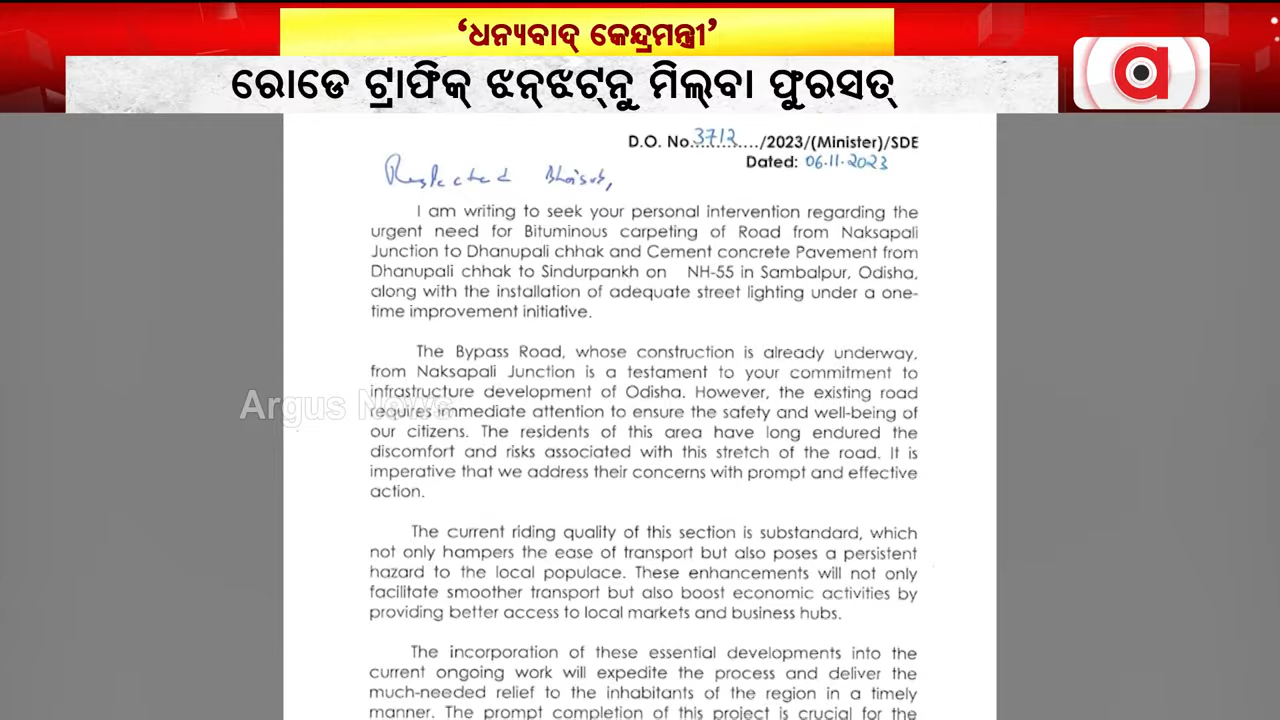 ‘ଧନ୍ୟବାଦ୍ କେନ୍ଦ୍ରମନ୍ତ୍ରୀ’
ରୋଡେ ଟ୍ରାଫିକ୍ ଝନ୍‌ଝଟ୍‌ନୁ ମିଲ୍‌ବା ଫୁରସତ୍
a
D.O. No.3712..../2023/(Minister)/SDE
Dated: 06.11.2023
Respected Bhaisab,
I am writing to seek your personal intervention regarding the
urgent need for Bituminous carpeting of Road from Naksapali
Junction to Dhanupali chhak and Cement concrete Pavement from
Dhanupali chhak to Sindurpankh on NH-55 in Sambalpur, Odisha,
along with the installation of adequate street lighting under a one-
time improvement initiative.
The Bypass Road, whose construction is already underway,
from Naksapali Junction is a testament to your commitment to
infrastructure development of Odisha. However, the existing road
Argus News
requires immediate attention to ensure the safety and well-being of
our citizens. The residents of this area have long endured the
discomfort and risks associated with this stretch of the road. It is
imperative that we address their concerns with prompt and effective
action.
The current riding quality of this section is substandard, which
not only hampers the ease of transport but also poses a persistent
hazard to the local populace. These enhancements will not only
facilitate smoother transport but also boost economic activities by
providing better access to local markets and business hubs.
The incorporation of these essential developments into the
current ongoing work will expedite the process and deliver the
much-needed relief to the inhabitants of the region in a timely
manner. The prompt completion of this project is crucial for the